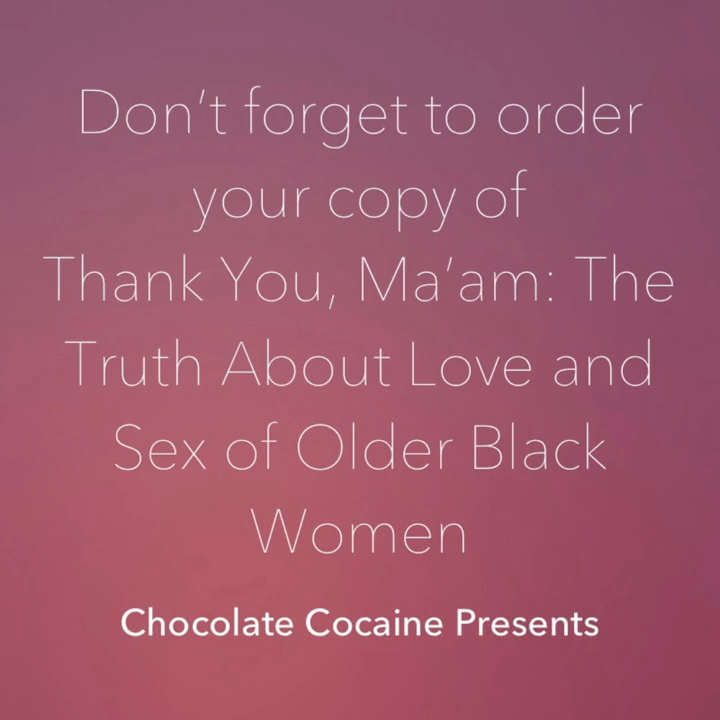 Don’t forget to order
your copy of
Thank You, Ma’am: The
Truth About Love and
Sex of Older Black
Women
Chocolate Cocaine Presents